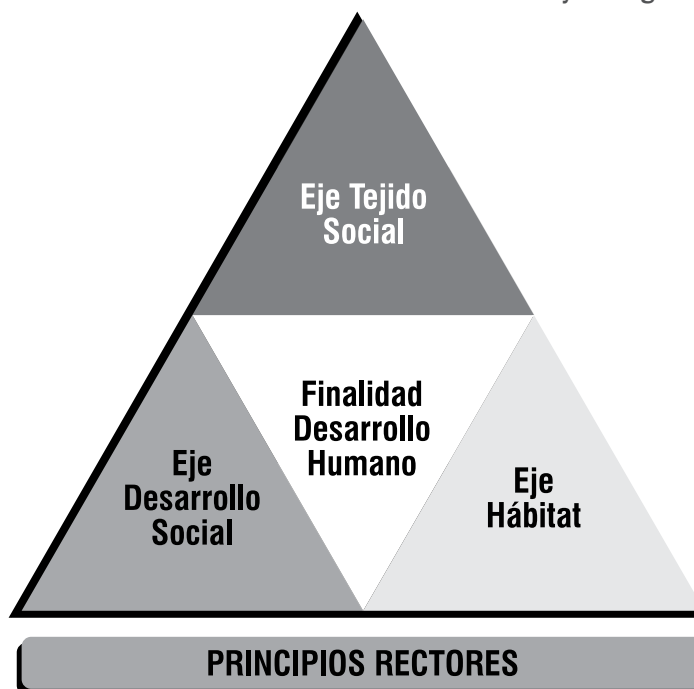 Eje Tejido
Social
Finalidad
Desarrollo
Humano
Eje
Desarrollo
Social
Eje
Hábitat
PRINCIPIOS RECTORES